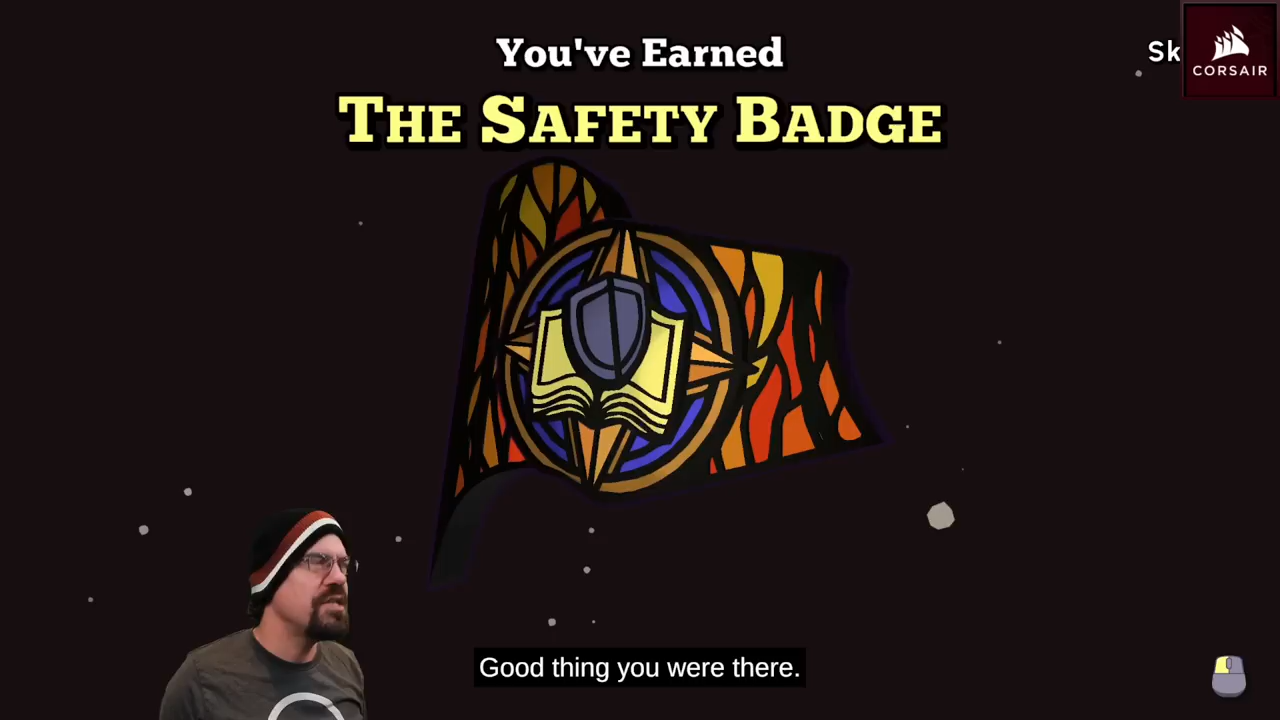 You've Earned
Sk
THE SAFETY BADGE
CORSAIR
Good thing you were there.